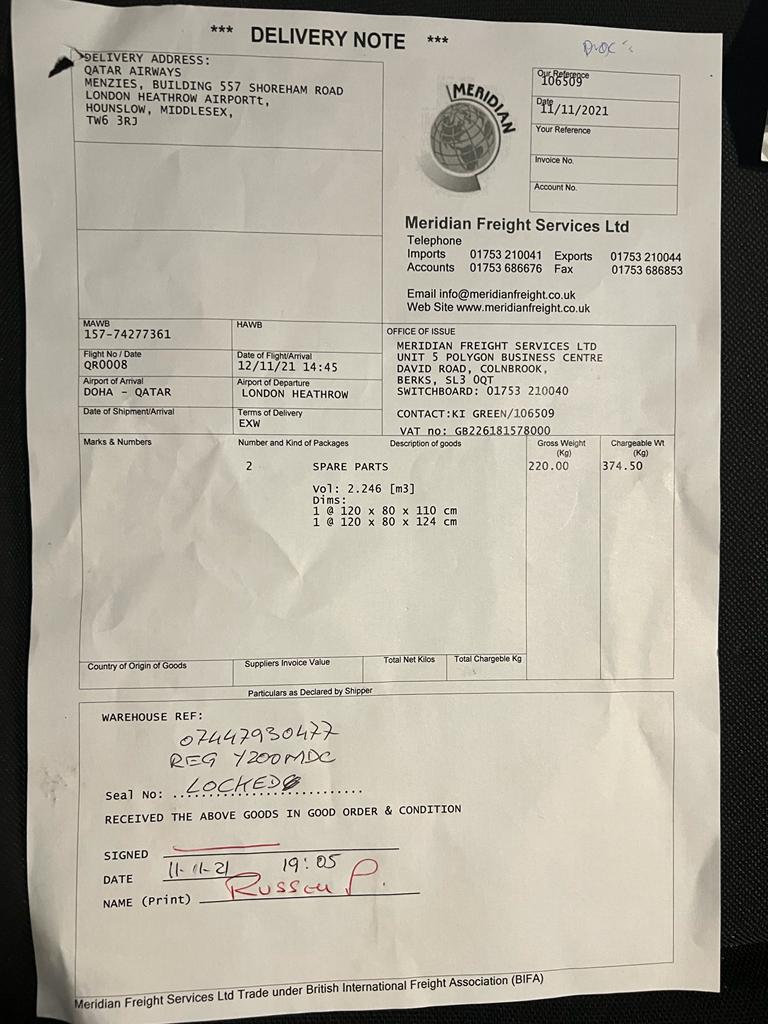 *** DELIVERY NOTE ***
DELIVERY ADDRESS:
QATAR AIRWAYS
MENZIES, BUILDING 557 SHOREHAM ROAD
LONDON HEATHROW AIRPORTt,
HOUNSLOW, MIDDLESEX,
TW6 3RJ
MERIDIAN
Our Reference
106509
Date
11/11/2021
Your Reference
Invoice No.
Account No.
Meridian Freight Services Ltd
Telephone
Imports 01753 210041 Exports 01753 210044
Accounts 01753 686676 Fax 01753 686853
Email info@meridianfreight.co.uk
Web Site www.meridianfreight.co.uk
MAWB
157-74277361
HAWB
Flight No / Date
QR0008
Date of Flight/Arrival
12/11/21 14:45
Airport of Arrival
DOHA - QATAR
Airport of Departure
LONDON HEATHROW
Date of Shipment/Arrival
Terms of Delivery
EXW
OFFICE OF ISSUE
MERIDIAN FREIGHT SERVICES LTD
UNIT 5 POLYGON BUSINESS CENTRE
DAVID ROAD, COLNBROOK,
BERKS, SL3 0QT
SWITCHBOARD: 01753 210040
CONTACT:KI GREEN/106509
VAT no: GB226181578000
Marks & Numbers Number and Kind of Packages Description of goods Gross Weight (Kg) Chargeable Wt (Kg)
2 SPARE PARTS 220.00 374.50
Vol: 2.246 [m3]
Dims:
1 @ 120 x 80 x 110 cm
1 @ 120 x 80 x 124 cm
Country of Origin of Goods Suppliers Invoice Value Total Net Kilos Total Chargeable Kg
Particulars as Declared by Shipper
WAREHOUSE REF:
07447930477
REG Y200MDC
Seal No: LOCKED
RECEIVED THE ABOVE GOODS IN GOOD ORDER & CONDITION
SIGNED
DATE 11-11-21 19:05
NAME (Print) Russell P.
Meridian Freight Services Ltd Trade under British International Freight Association (BIFA)